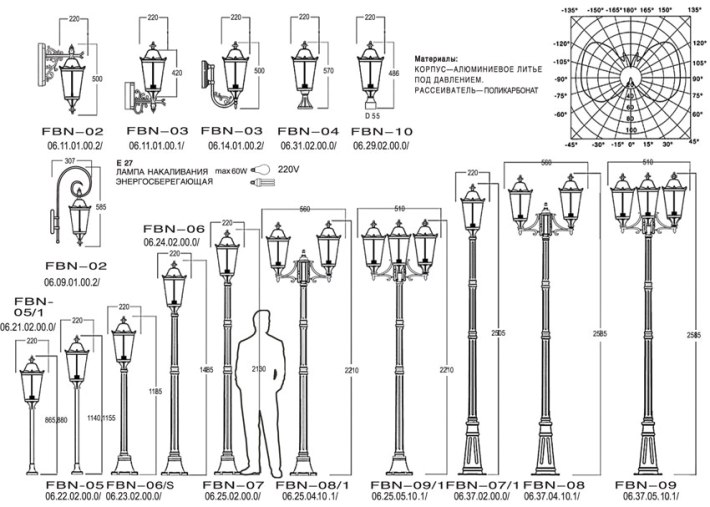 220
220
220
220
220
500
420
500
570
486
D 55
FBN-02
FBN-03
FBN-03
FBN-04
FBN-10
06.11.01.00.2/
06.11.01.00.1/
06.14.01.00.2/
06.31.02.00.0/
06.29.02.00.0/
Материалы:
КОРПУС—АЛЮМИНИЕВОЕ ЛИТЬЕ
ПОД ДАВЛЕНИЕМ.
РАССЕИВАТЕЛЬ—ПОЛИКАРБОНАТ
135° -165° -180° 180° 150° 135°
-120° 120°
-105° 105°
-90° 90°
-75° 75°
-60° 60°
40
60
80
100
-45° -30° -15° 0° 15° 30° 45°
307
585
E 27
ЛАМПА НАКАЛИВАНИЯ
ЭНЕРГОСБЕРЕГАЮЩАЯ
max60W
220V
FBN-02
06.09.01.00.2/
FBN-
05/1
06.21.02.00.0/
220
865
880
220
1140
FBN-05
06.22.02.00.0/
220
1155
FBN-06/S
06.23.02.00.0/
FBN-06
06.24.02.00.0/
1185
220
1485
FBN-07
06.25.02.00.0/
2130
560
2210
FBN-08/1
06.25.04.10.1/
510
2210
FBN-09/1
06.25.05.10.1/
220
2505
FBN-07/1
06.37.02.00.0/
560
2585
FBN-08
06.37.04.10.1/
510
2585
FBN-09
06.37.05.10.1/